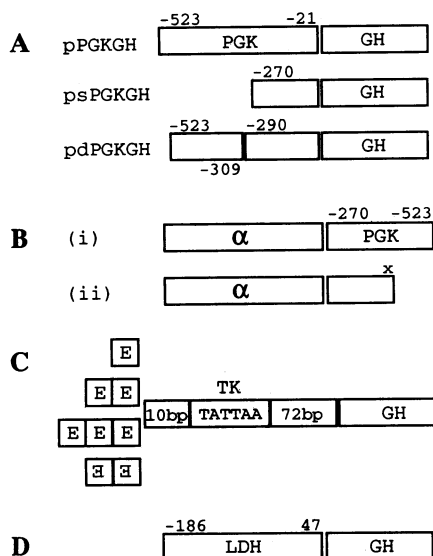 -523 -21
A pPGKGH PGK GH
-270
psPGKGH GH
-523 -290
pdPGKGH GH
-309
-270 -523
B (i) α PGK
x
(ii) α
E
C
E E TK
10bp TATTAA 72bp GH
E E E
Ǝ Ǝ
-186 47
D LDH GH